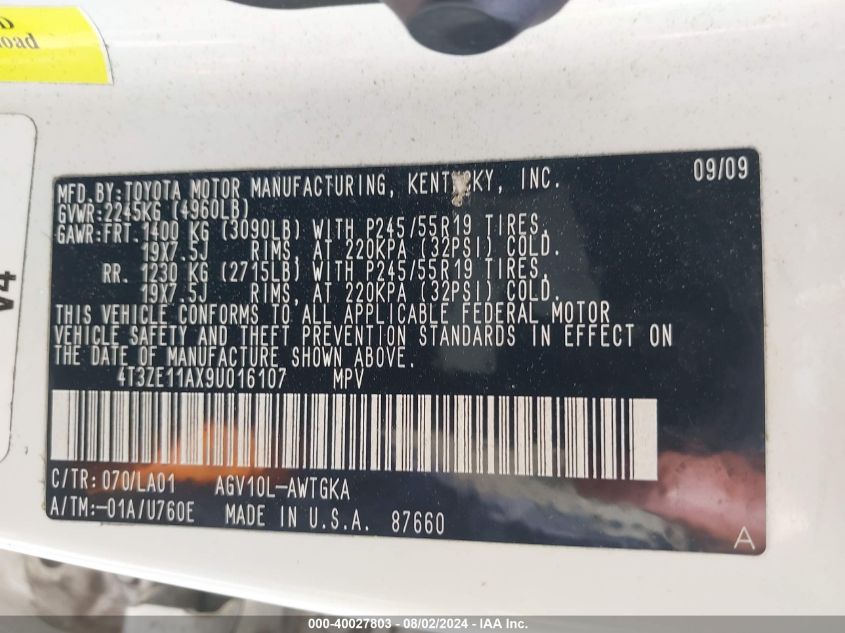 D
oad
V4
09/09
MFD.BY:TOYOTA MOTOR MANUFACTURING, KENTUCKY, INC.
GVWR:2245KG (4960LB)
GAWR:FRT.1400 KG (3090LB) WITH P245/55R19 TIRES,
19X7.5J RIMS, AT 220KPA (32PSI) COLD.
RR. 1230 KG (2715LB) WITH P245/55R19 TIRES,
19X7.5J RIMS, AT 220KPA (32PSI) COLD.
THIS VEHICLE CONFORMS TO ALL APPLICABLE FEDERAL MOTOR
VEHICLE SAFETY AND THEFT PREVENTION STANDARDS IN EFFECT ON
THE DATE OF MANUFACTURE SHOWN ABOVE.
4T3ZE11AX9U016107 MPV
C/TR: 070/LA01 AGV10L-AWTGKA
A/TM:-01A/U760E MADE IN U.S.A. 87660
A
000-40027803 - 08/02/2024 - IAA Inc.